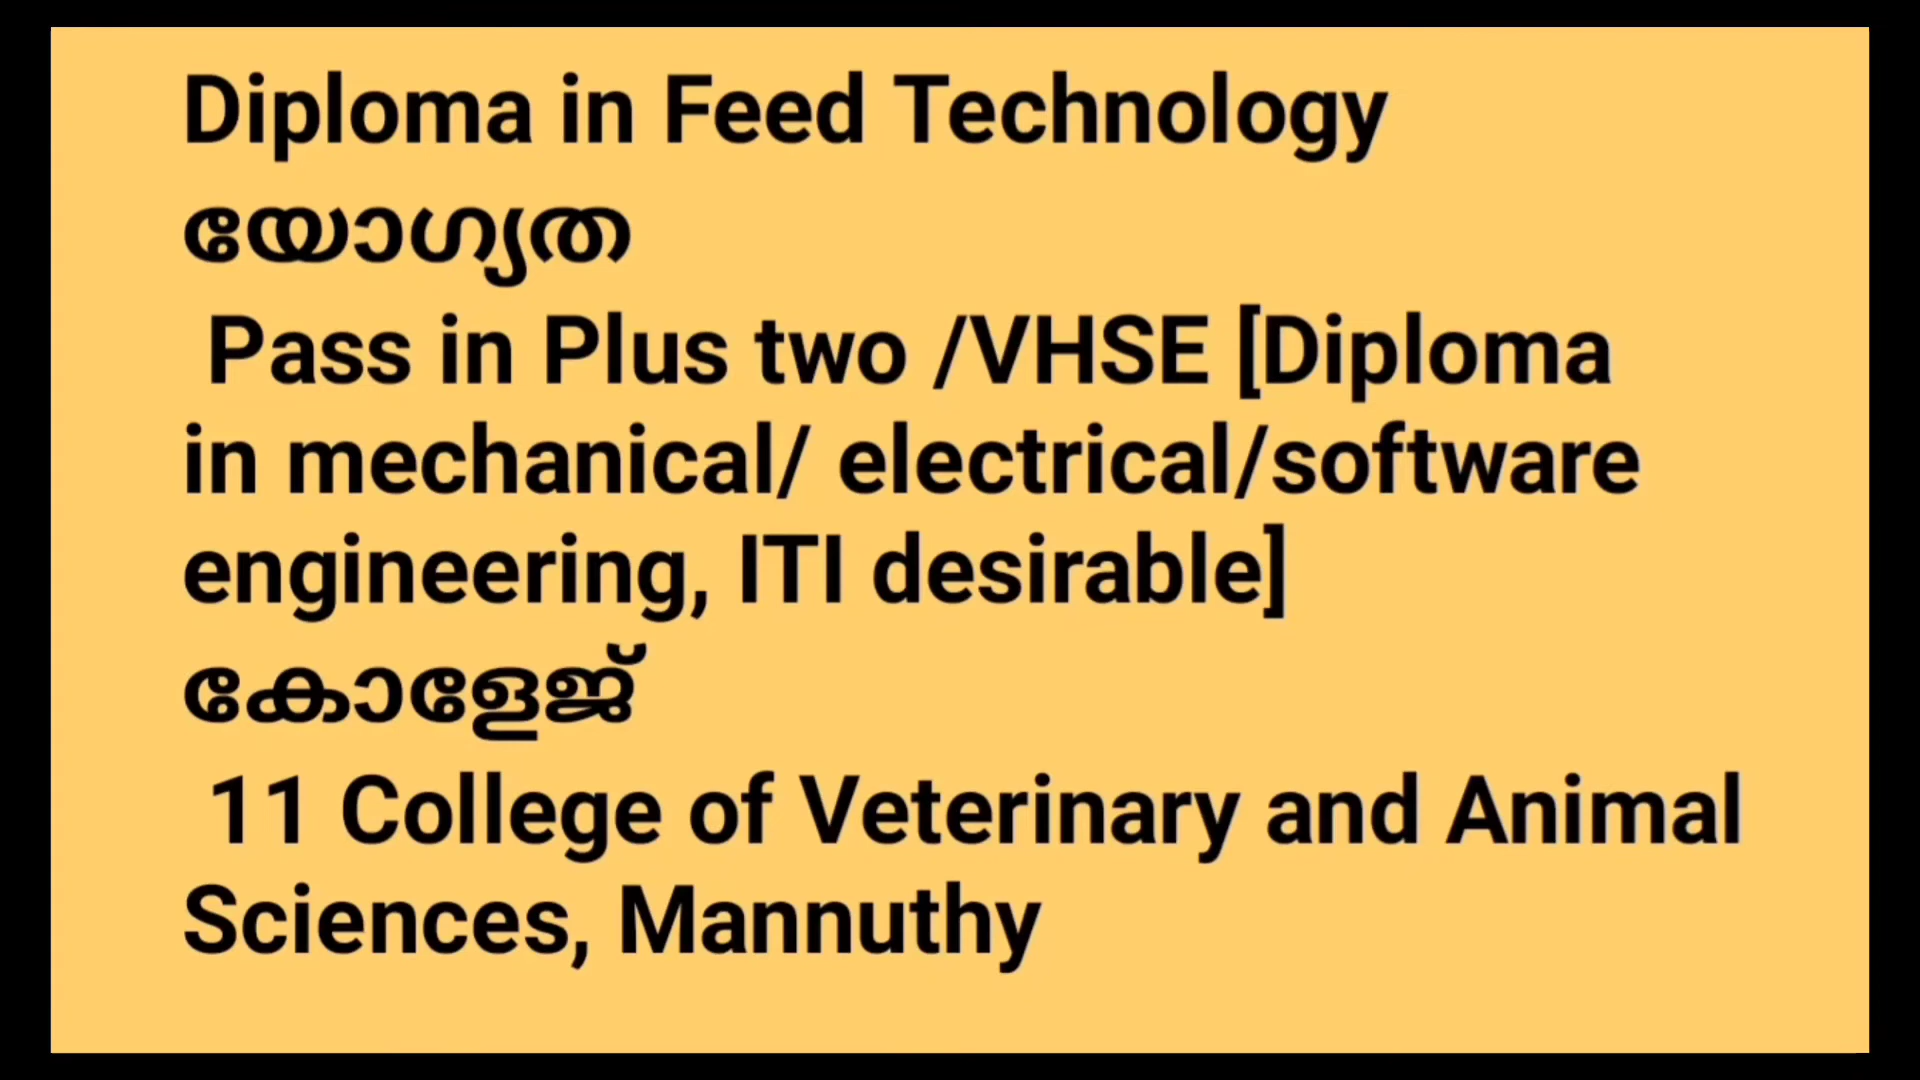 Diploma in Feed Technology
യോഗ്യത
Pass in Plus two /VHSE [Diploma
in mechanical/ electrical/software
engineering, ITI desirable]
കോളേജ്
11 College of Veterinary and Animal
Sciences, Mannuthy